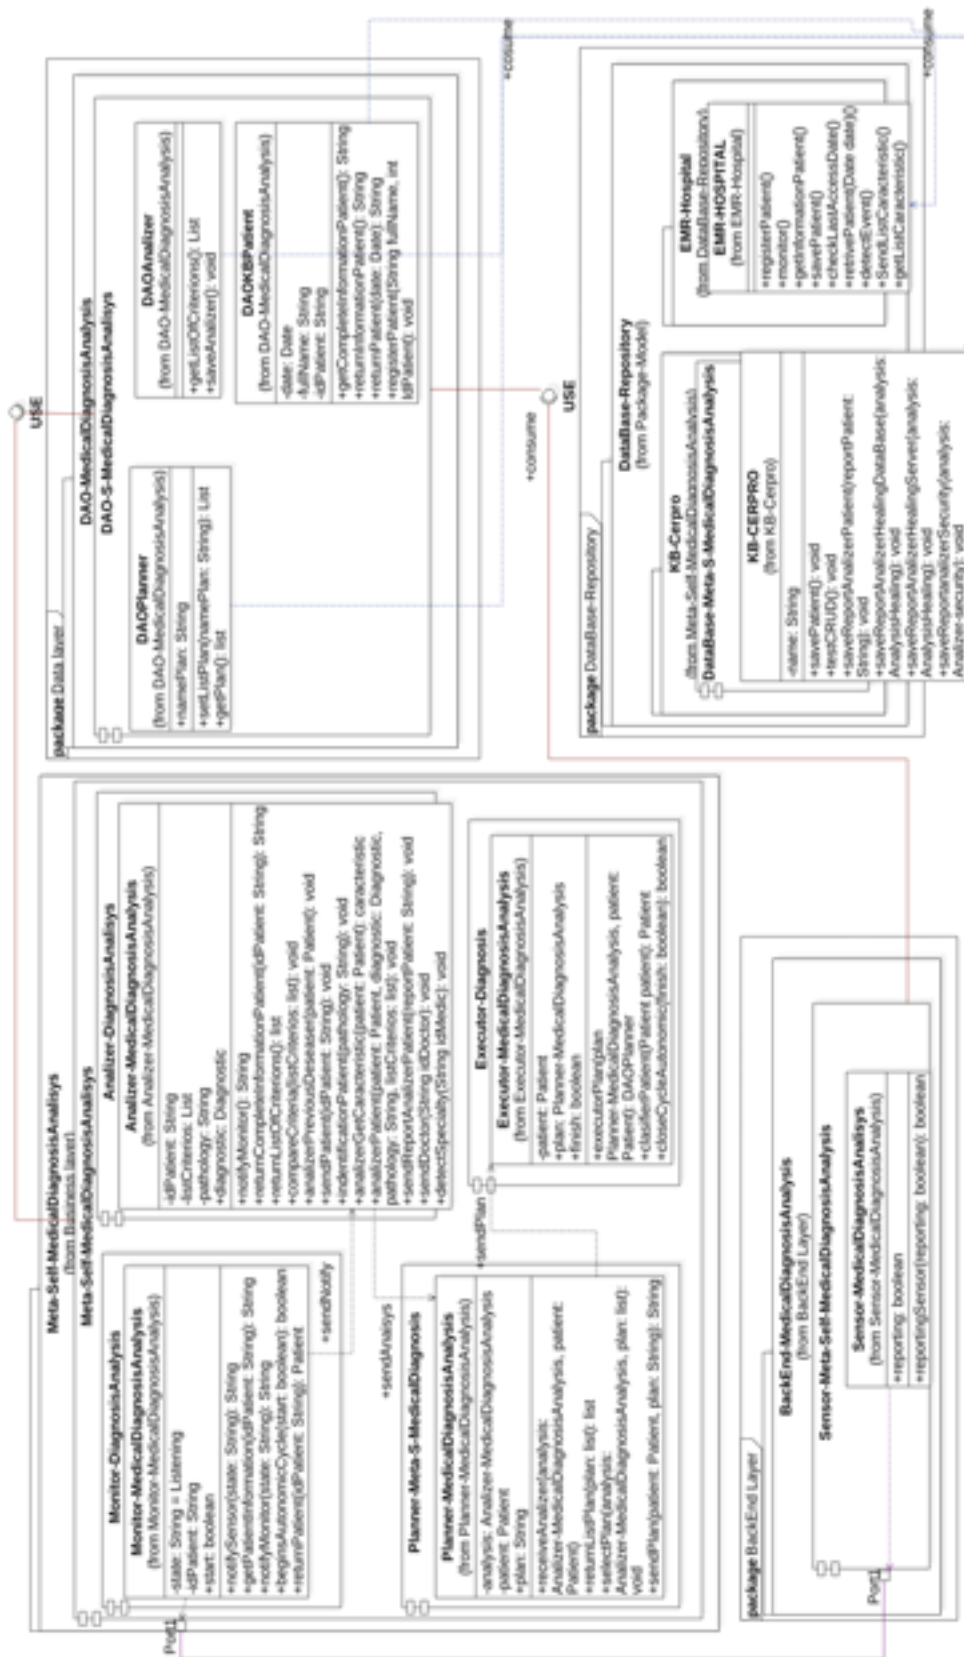 Meta-Self-MedicalDiagnosisAnalisys
(from Business layer)
Meta-Self-MedicalDiagnosisAnalisys
Port1
Monitor-DiagnosisAnalysis
Monitor-MedicalDiagnosisAnalysis
(from Monitor-MedicalDiagnosisAnalysis)
-state: String = Listening
-idPatient: String
+start: boolean
+notifySensor(state: String): String
+getPatientInformation(idPatient: String): String
+notifyMonitor(state: String): String
+beginsAutonomicCycle(start: boolean): boolean
+returnPatient(idPatient: String): Patient
+sendNotify
Analizer-DiagnosisAnalisys
Analizer-MedicalDiagnosisAnalysis
(from Analizer-MedicalDiagnosisAnalysis)
-idPatient: String
-listCriterios: List
-pathology: String
+diagnostic: Diagnostic
+notifyMonitor(): String
+returnCompleteInformationPatient(idPatient: String): String
+returnListOfCriterions(): list
+compareCriteria(listCriterios: list): void
+analizerPreviousDeseaser(patient: Patient): void
+sendPatient(idPatient: String): void
+indentificationPatient(pathology: String): void
+analizerGetCaracteristic(patient: Patient): caracteristic
+analizerPatient(patient: Patient, diagnostic: Diagnostic,
pathology: String, listCriterios: list): void
+sendReportAnalizerPatient(reportPatient: String): void
+sendDoctor(String idDoctor): void
+detectSpecialty(String idMedic): void
+sendAnaisy
Planner-Meta-S-MedicalDiagnosis
Planner-MedicalDiagnosisAnalysis
(from Planner-MedicalDiagnosisAnalysis)
-analysis: Analizer-MedicalDiagnosisAnalysis
-patient: Patient
+plan: String
+receiveAnalizer(analysis:
Analizer-MedicalDiagnosisAnalysis, patient:
Patient)
+returnListPlan(plan: list): list
+selectPlan(analysis:
Analizer-MedicalDiagnosisAnalysis, plan: list):
void
+sendPlan(patient: Patient, plan: String): String
+sendPlan
Executor-Diagnosis
Executor-MedicalDiagnosisAnalysis
(from Executor-MedicalDiagnosisAnalysis)
-patient: Patient
+plan: Planner-MedicalDiagnosisAnalysis
+finish: boolean
+executorPlan(plan:
Planner-MedicalDiagnosisAnalysis, patient:
Patient): DAOPlanner
+clasifierPatient(Patient patient): Patient
+closeCycleAutonomic(finish: boolean): boolean
package BackEnd Layer
BackEnd-MedicalDiagnosisAnalysis
(from BackEnd Layer)
Sensor-Meta-Self-MedicalDiagnosisAnalysis
Sensor-MedicalDiagnosisAnalisys
(from Sensor-MedicalDiagnosisAnalysis)
+reporting: boolean
+reportingSensor(reporting: boolean): boolean
Port1
USE
package Data layer
DAO-MedicalDiagnosisAnalysis
DAO-S-MedicalDiagnosisAnalisys
DAOPlanner
(from DAO-MedicalDiagnosisAnalysis)
+namePlan: String
+setListPlan(namePlan: String): List
+getPlan(): list
DAOAnalizer
(from DAO-MedicalDiagnosisAnalysis)
+getListOfCriterions(): List
+saveAnalizer(): void
DAOKBPatient
(from DAO-MedicalDiagnosisAnalysis)
-date: Date
-fullName: String
-idPatient: String
+getCompleteInformationPatient(): String
+returnInformationPatient(): String
+returnPatient(date: Date): String
+registerPatient(String fullName, int
IdPatient): void
+cosume
+consume
USE
package DataBase-Repository
DataBase-Repository
(from Package-Model)
KB-Cerpro
(from Meta-Self-MedicalDiagnosisAnalysis)
DataBase-Meta-S-MedicalDiagnosisAnalysis
KB-CERPRO
(from KB-Cerpro)
-name: String
+savePatient(): void
+testCRUD(): void
+saveReportAnalizerPatient(reportPatient:
String): void
+saveReportAnalizerHealingDataBase(analysis:
AnalysisHealing): void
+saveReportAnalizerHealingServer(analysis:
AnalysisHealing): void
+saveReportanalizerSecurity(analysis:
Analizer-security): void
EMR-Hospital
(from DataBase-Repository)
EMR-HOSPITAL
(from EMR-Hospital)
+registerPatient()
+monitor()
+getInformationPatient()
+savePatient()
+checkLastAccessDate()
+retrivePatient(Date date)()
+detectEvent()
+SendListCaracteristic()
+getListCaracteristic()
+consume